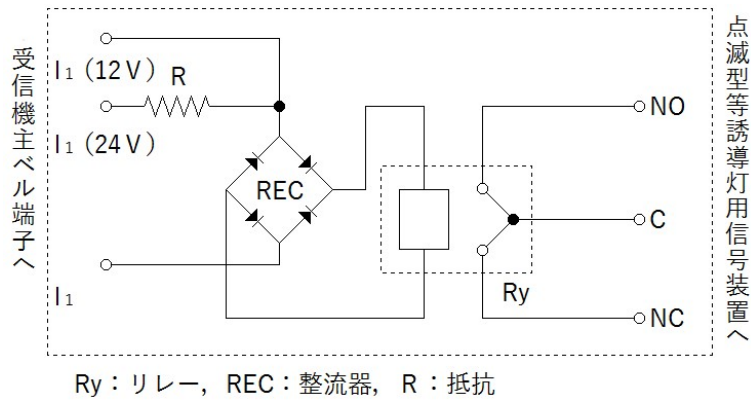 受信機主ベル端子へ
I₁ (12V)
R
I₁ (24V)
I₁
REC
Ry
NO
C
NC
点滅型等誘導灯用信号装置へ
Ry：リレー，REC：整流器，R：抵抗